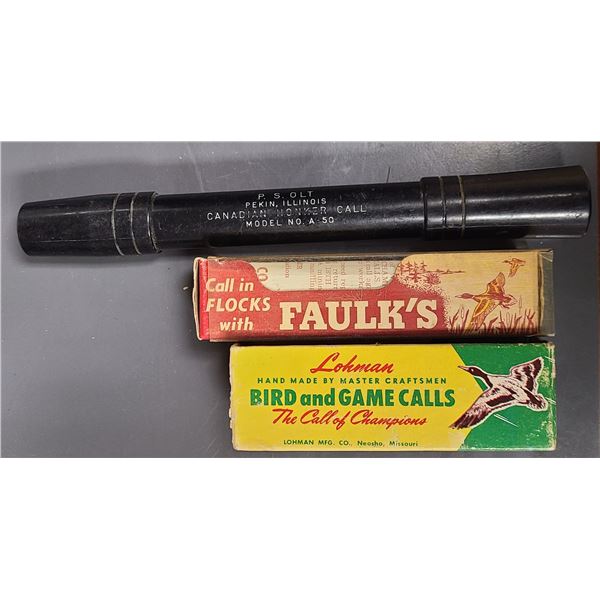 P. S. OLT
PEKIN, ILLINOIS
CANADIAN HONKER CALL
MODEL NO. A-50
Call in
FLOCKS
with
FAULK'S
Lohman
HAND MADE BY MASTER CRAFTSMEN
BIRD and GAME CALLS
The Call of Champions
LOHMAN MFG. CO., Neosho, Missouri